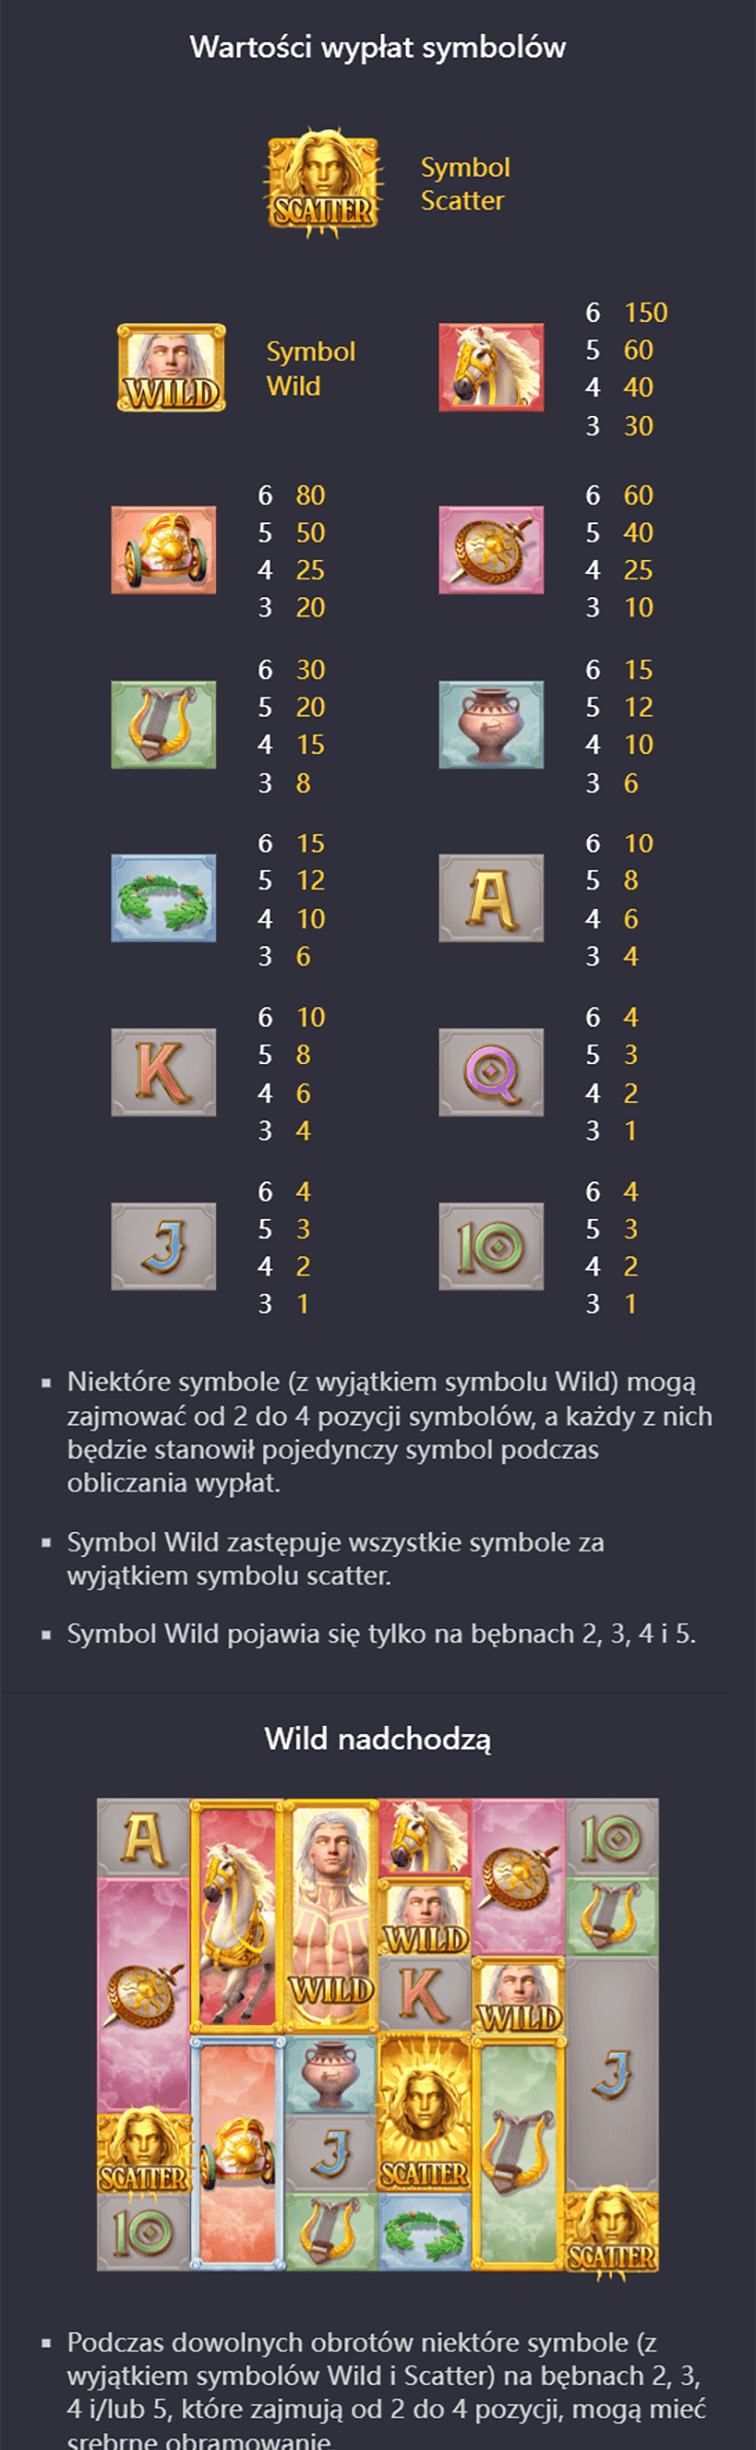 Wartości wypłat symbolów
SCATTER
Symbol
Scatter
WILD
Symbol
Wild
6 150
5 60
4 40
3 30
6 80
5 50
4 25
3 20
6 60
5 40
4 25
3 10
6 30
5 20
4 15
3 8
6 15
5 12
4 10
3 6
6 15
5 12
4 10
3 6
A
6 10
5 8
4 6
3 4
K
6 10
5 8
4 6
3 4
Q
6 4
5 3
4 2
3 1
J
6 4
5 3
4 2
3 1
10
6 4
5 3
4 2
3 1
▪ Niektóre symbole (z wyjątkiem symbolu Wild) mogą
zajmować od 2 do 4 pozycji symbolów, a każdy z nich
będzie stanowił pojedynczy symbol podczas
obliczania wypłat.
▪ Symbol Wild zastępuje wszystkie symbole za
wyjątkiem symbolu scatter.
▪ Symbol Wild pojawia się tylko na bębnach 2, 3, 4 i 5.
Wild nadchodzą
A
10
WILD
WILD
K
WILD
J
SCATTER
J
SCATTER
10
SCATTER
▪ Podczas dowolnych obrotów niektóre symbole (z
wyjątkiem symbolów Wild i Scatter) na bębnach 2, 3,
4 i/lub 5, które zajmują od 2 do 4 pozycji, mogą mieć
srebrne obramowanie.